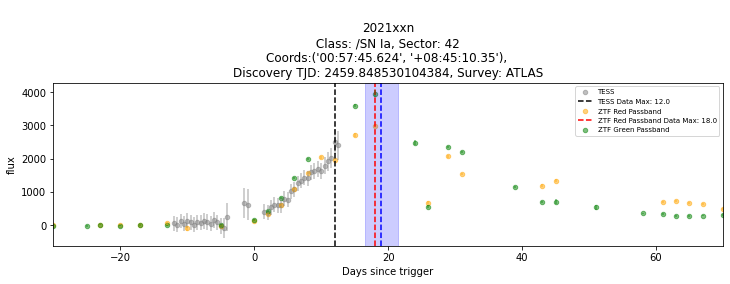 2021xxn
Class: /SN Ia, Sector: 42
Coords:('00:57:45.624', '+08:45:10.35'),
Discovery TJD: 2459.848530104384, Survey: ATLAS
TESS
TESS Data Max: 12.0
ZTF Red Passband
ZTF Red Passband Data Max: 18.0
ZTF Green Passband
flux
4000
3000
2000
1000
0
−20
0
20
40
60
Days since trigger